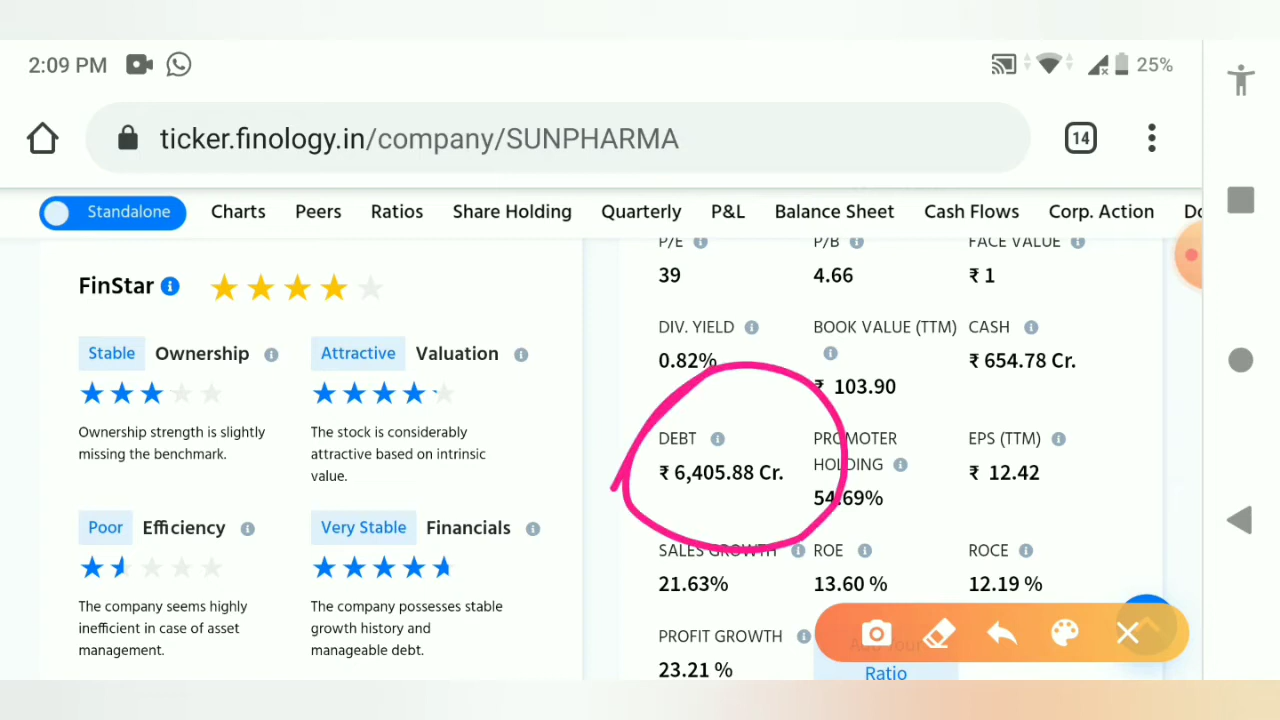 2:09 PM 25%
ticker.finology.in/company/SUNPHARMA 14
Standalone Charts Peers Ratios Share Holding Quarterly P&L Balance Sheet Cash Flows Corp. Action
FinStar
Stable Ownership
Ownership strength is slightly
missing the benchmark.
Attractive Valuation
The stock is considerably
attractive based on intrinsic
value.
Poor Efficiency
The company seems highly
inefficient in case of asset
management.
Very Stable Financials
The company possesses stable
growth history and
manageable debt.
P/E P/B FACE VALUE
39 4.66 ₹ 1
DIV. YIELD BOOK VALUE (TTM) CASH
0.82% ₹ 103.90 ₹ 654.78 Cr.
DEBT PROMOTER HOLDING EPS (TTM)
₹ 6,405.88 Cr. 54.69% ₹ 12.42
SALES GROWTH ROE ROCE
21.63% 13.60 % 12.19 %
PROFIT GROWTH
23.21 %
Add Your
Ratio